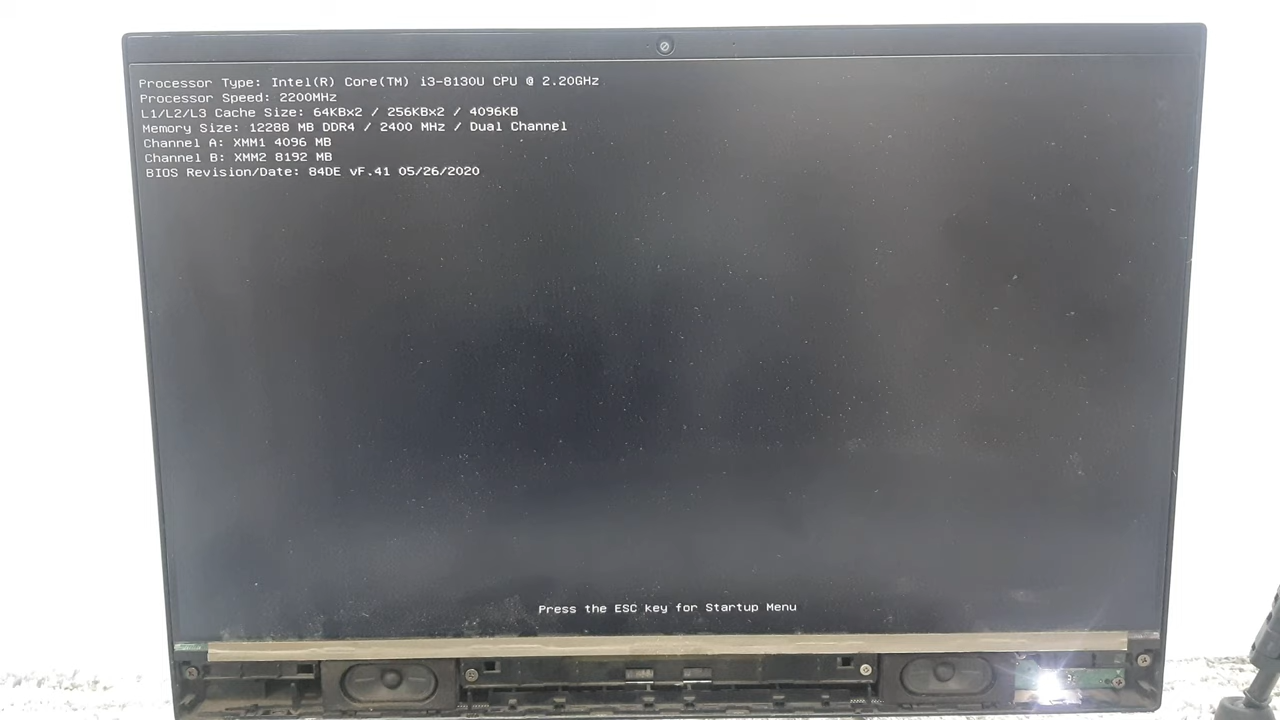 Processor Type: Intel(R) Core(TM) i3-8130U CPU @ 2.20GHz
Processor Speed: 2200MHz
L1/L2/L3 Cache Size: 64KBx2 / 256KBx2 / 4096KB
Memory Size: 12288 MB DDR4 / 2400 MHz / Dual Channel
Channel A: XMM1 4096 MB
Channel B: XMM2 8192 MB
BIOS Revision/Date: 84DE vF.41 05/26/2020
Press the ESC key for Startup Menu